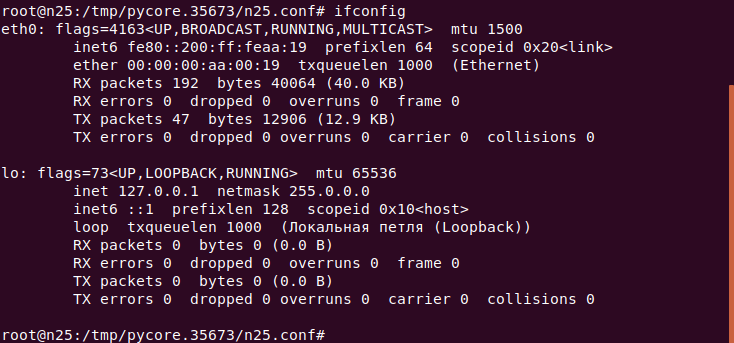 root@n25:/tmp/pycore.35673/n25.conf# ifconfig
eth0: flags=4163<UP,BROADCAST,RUNNING,MULTICAST>  mtu 1500
        inet6 fe80::200:ff:feaa:19  prefixlen 64  scopeid 0x20<link>
        ether 00:00:00:aa:00:19  txqueuelen 1000  (Ethernet)
        RX packets 192  bytes 40064 (40.0 KB)
        RX errors 0  dropped 0  overruns 0  frame 0
        TX packets 47  bytes 12906 (12.9 KB)
        TX errors 0  dropped 0 overruns 0  carrier 0  collisions 0

lo: flags=73<UP,LOOPBACK,RUNNING>  mtu 65536
        inet 127.0.0.1  netmask 255.0.0.0
        inet6 ::1  prefixlen 128  scopeid 0x10<host>
        loop  txqueuelen 1000  (Локальная петля (Loopback))
        RX packets 0  bytes 0 (0.0 B)
        RX errors 0  dropped 0  overruns 0  frame 0
        TX packets 0  bytes 0 (0.0 B)
        TX errors 0  dropped 0 overruns 0  carrier 0  collisions 0

root@n25:/tmp/pycore.35673/n25.conf#